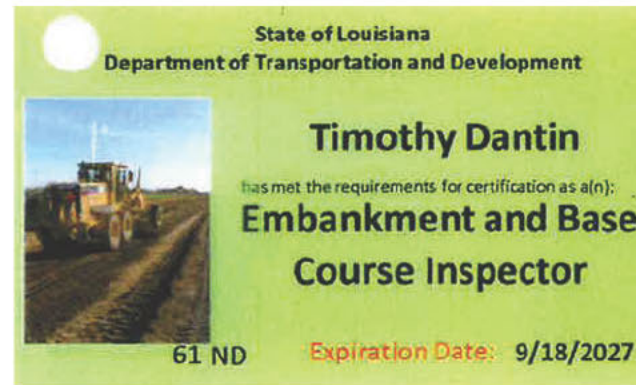 State of Louisiana
Department of Transportation and Development
Timothy Dantin
has met the requirements for certification as a(n):
Embankment and Base
Course Inspector
61 ND Expiration Date: 9/18/2027